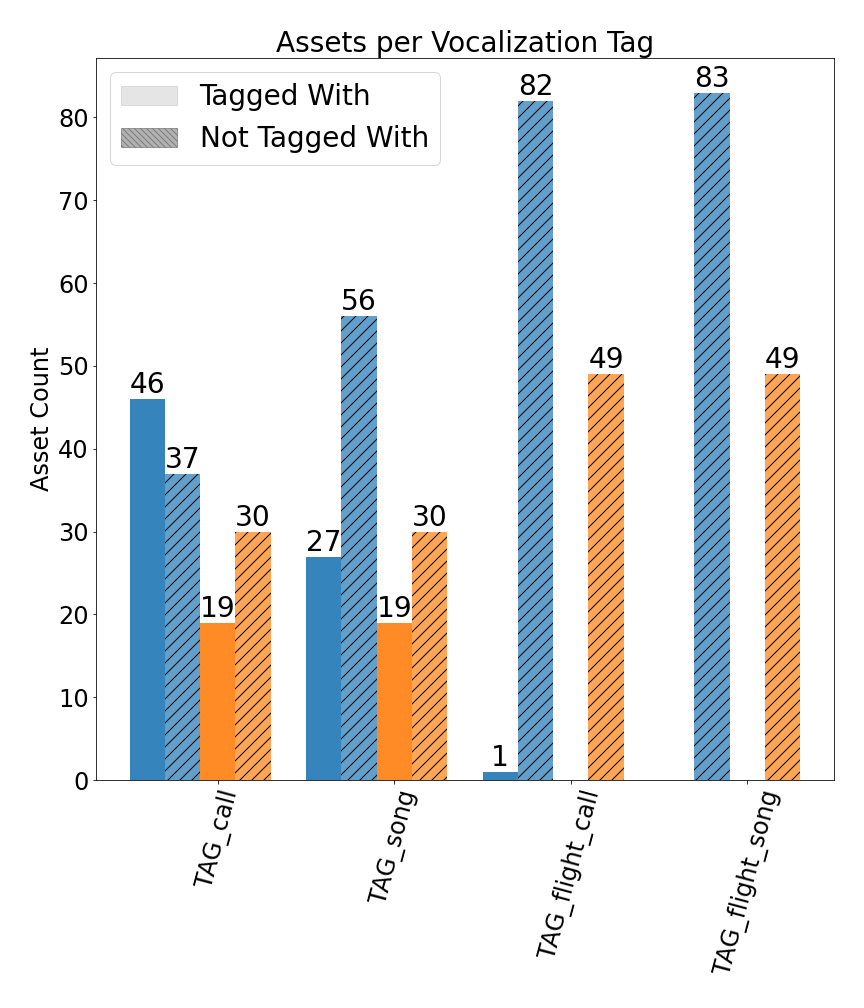 Assets per Vocalization Tag
Tagged With
Not Tagged With
Asset Count
80
70
60
50
40
30
20
10
0
46
37
19
30
27
56
19
30
1
82
49
83
49
TAG_call
TAG_song
TAG_flight_call
TAG_flight_song